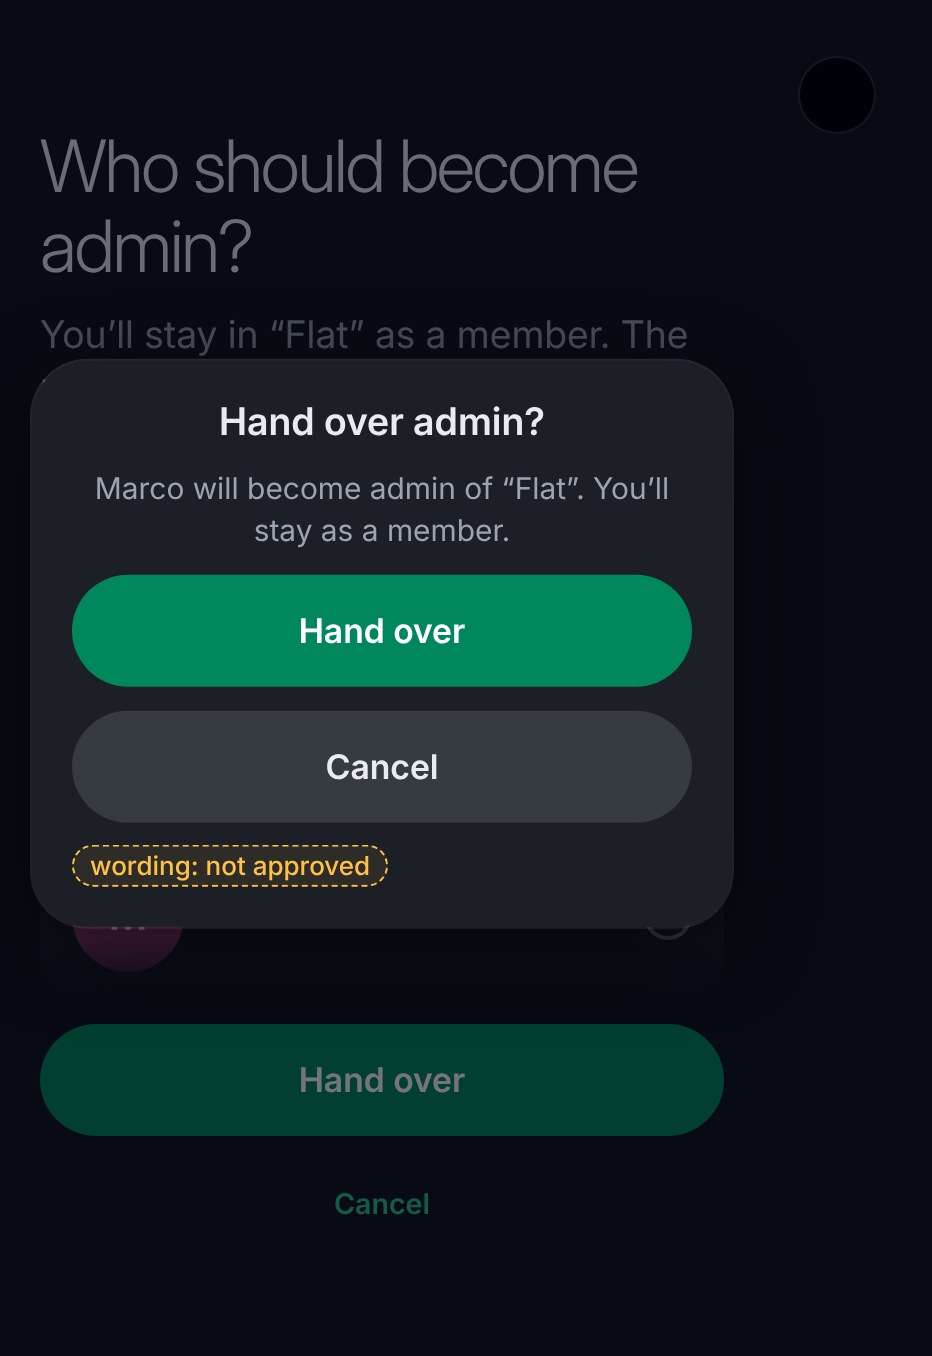 Who should become
admin?
You’ll stay in “Flat” as a member. The
Hand over admin?
Marco will become admin of “Flat”. You’ll
stay as a member.
Hand over
Cancel
wording: not approved
Hand over
Cancel